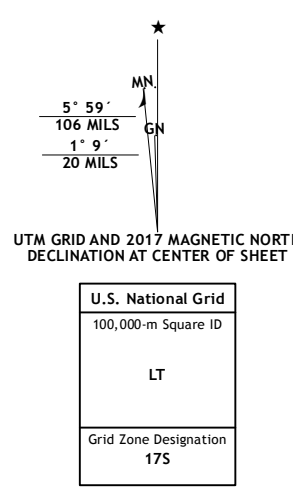 ★
MN.
5° 59´
106 MILS
GN
1° 9´
20 MILS
UTM GRID AND 2017 MAGNETIC NORTH
DECLINATION AT CENTER OF SHEET
U.S. National Grid
100,000-m Square ID
LT
Grid Zone Designation
17S